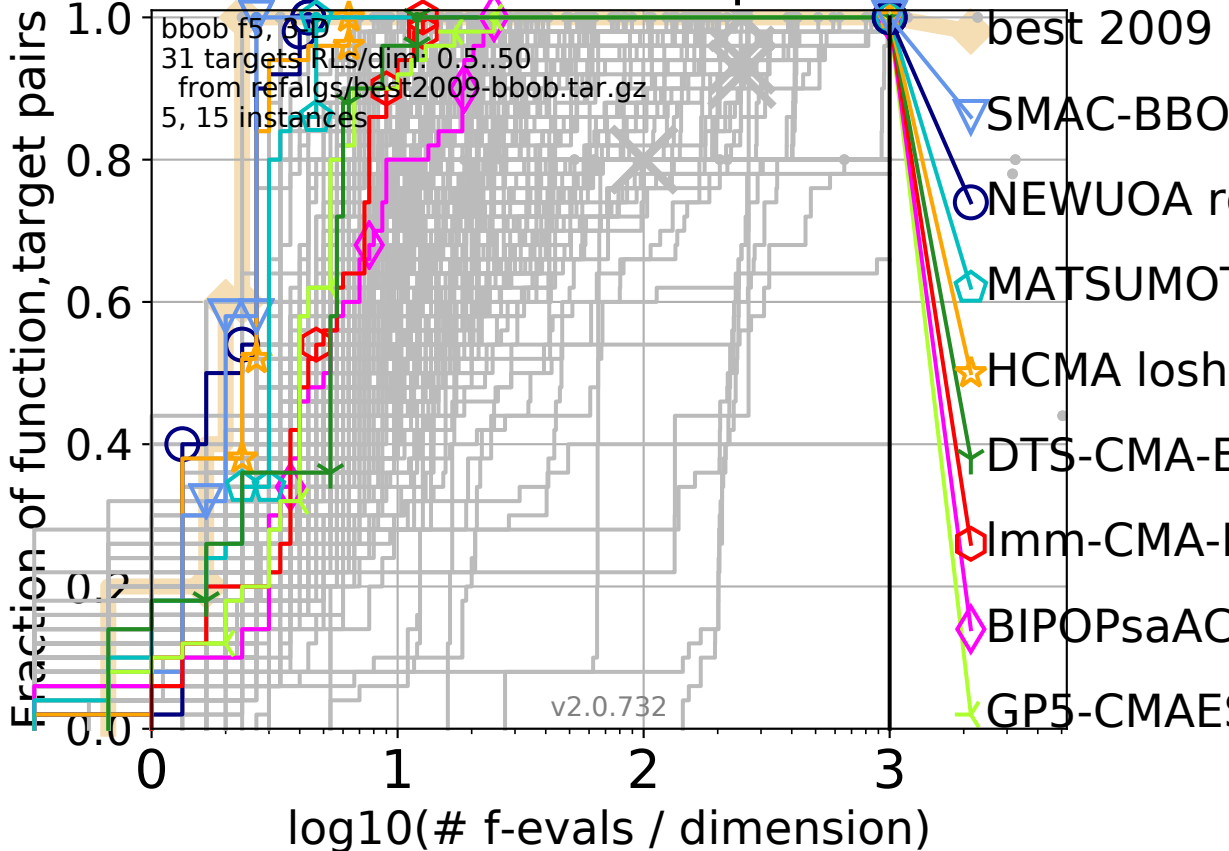 bbob f5, 3-D
31 targets RLs/dim: 0.5..50
from refalgs/best2009-bbob.tar.gz
5, 15 instances
Fraction of function,target pairs
1.0
0.8
0.6
0.4
0.2
0.0
0
1
2
3
log10(# f-evals / dimension)
v2.0.732
best 2009
SMAC-BBO
NEWUOA
MATSUMOT
HCMA losh
DTS-CMA-E
lmm-CMA-
BIPOPsaAC
GP5-CMAES